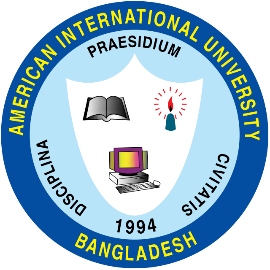 AMERICAN INTERNATIONAL UNIVERSITY
PRAESIDIUM
DISCIPLINA
CIVITATIS
1994
BANGLADESH